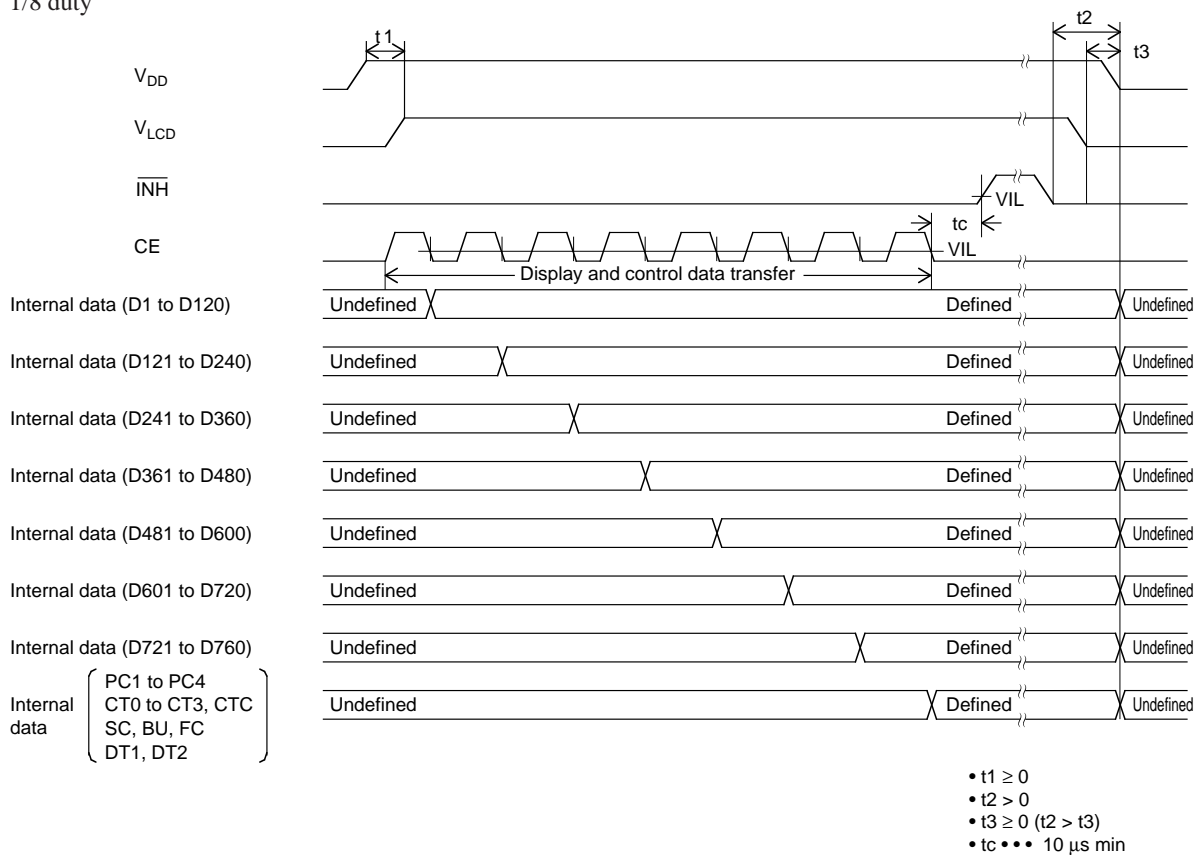 1/8 duty
t1
t2
t3
VDD
VLCD
INH
VIL
tc
CE
VIL
Display and control data transfer
Internal data (D1 to D120) Undefined Defined Undefined
Internal data (D121 to D240) Undefined Defined Undefined
Internal data (D241 to D360) Undefined Defined Undefined
Internal data (D361 to D480) Undefined Defined Undefined
Internal data (D481 to D600) Undefined Defined Undefined
Internal data (D601 to D720) Undefined Defined Undefined
Internal data (D721 to D760) Undefined Defined Undefined
Internal data
PC1 to PC4
CT0 to CT3, CTC
SC, BU, FC
DT1, DT2
Undefined Defined Undefined
• t1 ≥ 0
• t2 > 0
• t3 ≥ 0 (t2 > t3)
• tc ••• 10 μs min